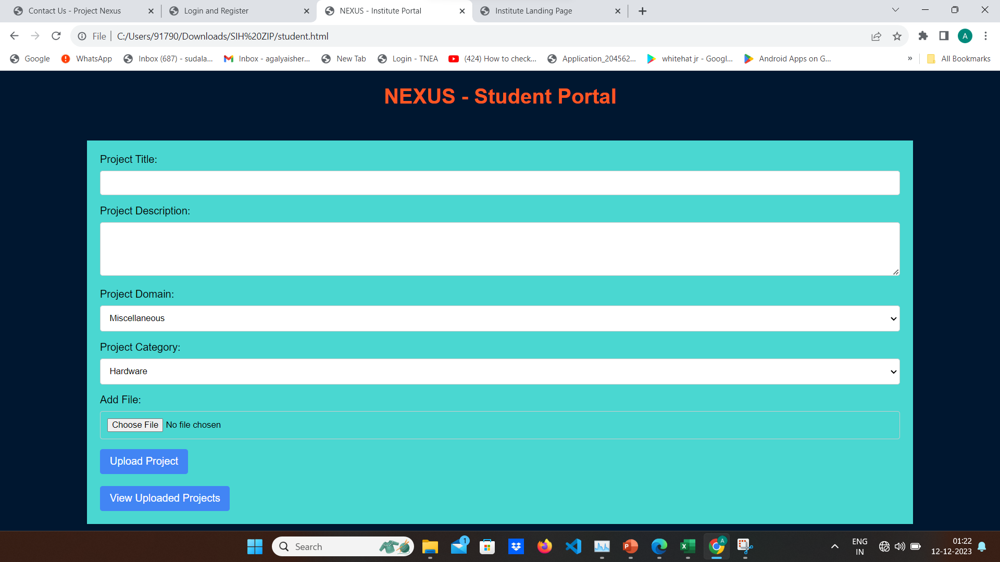 Contact Us - Project Nexus
Login and Register
NEXUS - Institute Portal
Institute Landing Page
File
C:/Users/91790/Downloads/SIH%20ZIP/student.html
A
Google
WhatsApp
Inbox (687) - sudala...
Inbox - agalyaisher...
New Tab
Login - TNEA
(424) How to check...
Application_204562...
whitehat jr - Googl...
Android Apps on G...
»
All Bookmarks
NEXUS - Student Portal
Project Title:
Project Description:
Project Domain:
Miscellaneous
Project Category:
Hardware
Add File:
Choose File No file chosen
Upload Project
View Uploaded Projects
Search
1
A
ENG
IN
01:22
12-12-2023